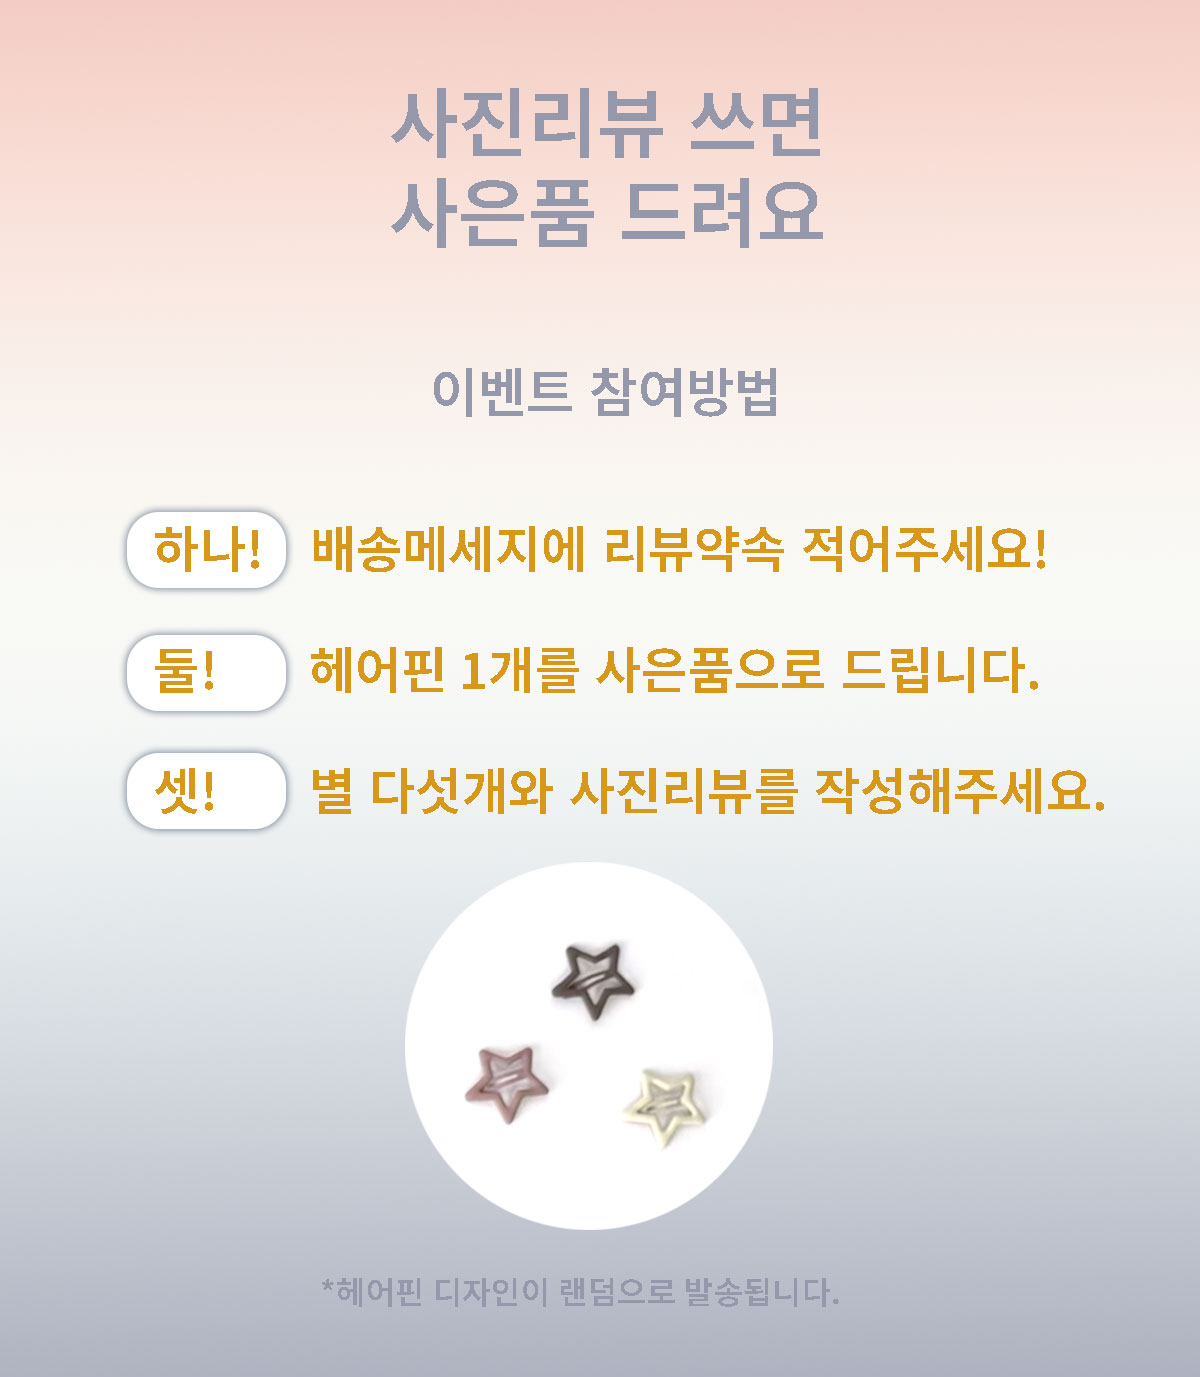 사진리뷰 쓰면
사은품 드려요
이벤트 참여방법
하나! 배송메세지에 리뷰약속 적어주세요!
둘! 헤어핀 1개를 사은품으로 드립니다.
셋! 별 다섯개와 사진리뷰를 작성해주세요.
*헤어핀 디자인이 랜덤으로 발송됩니다.